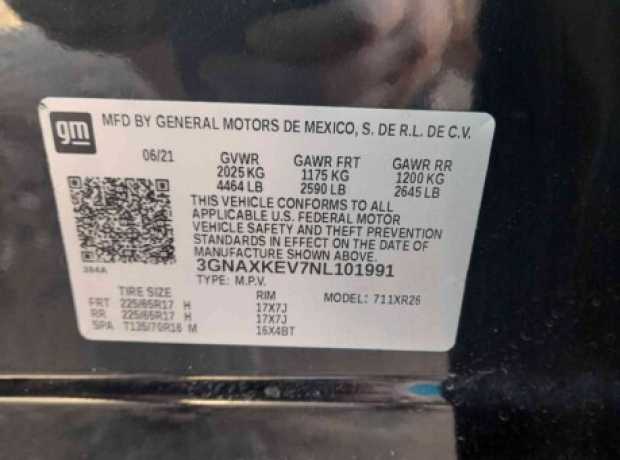 gm
MFD BY GENERAL MOTORS DE MEXICO, S. DE R.L. DE C.V.
06/21 GVWR GAWR FRT GAWR RR
2025 KG 1175 KG 1200 KG
4464 LB 2590 LB 2645 LB
THIS VEHICLE CONFORMS TO ALL
APPLICABLE U.S. FEDERAL MOTOR
VEHICLE SAFETY AND THEFT
PREVENTION STANDARDS IN
EFFECT ON THE DATE OF
MANUFACTURE SHOWN ABOVE.
384A
3GNAXKEV7NL101991
TYPE: M.P.V.
TIRE SIZE RIM MODEL: 711XR26
FRT 225/65R17 H 17X7J
RR 225/65R17 H 17X7J
SPA T135/70R16 M 16X4BT